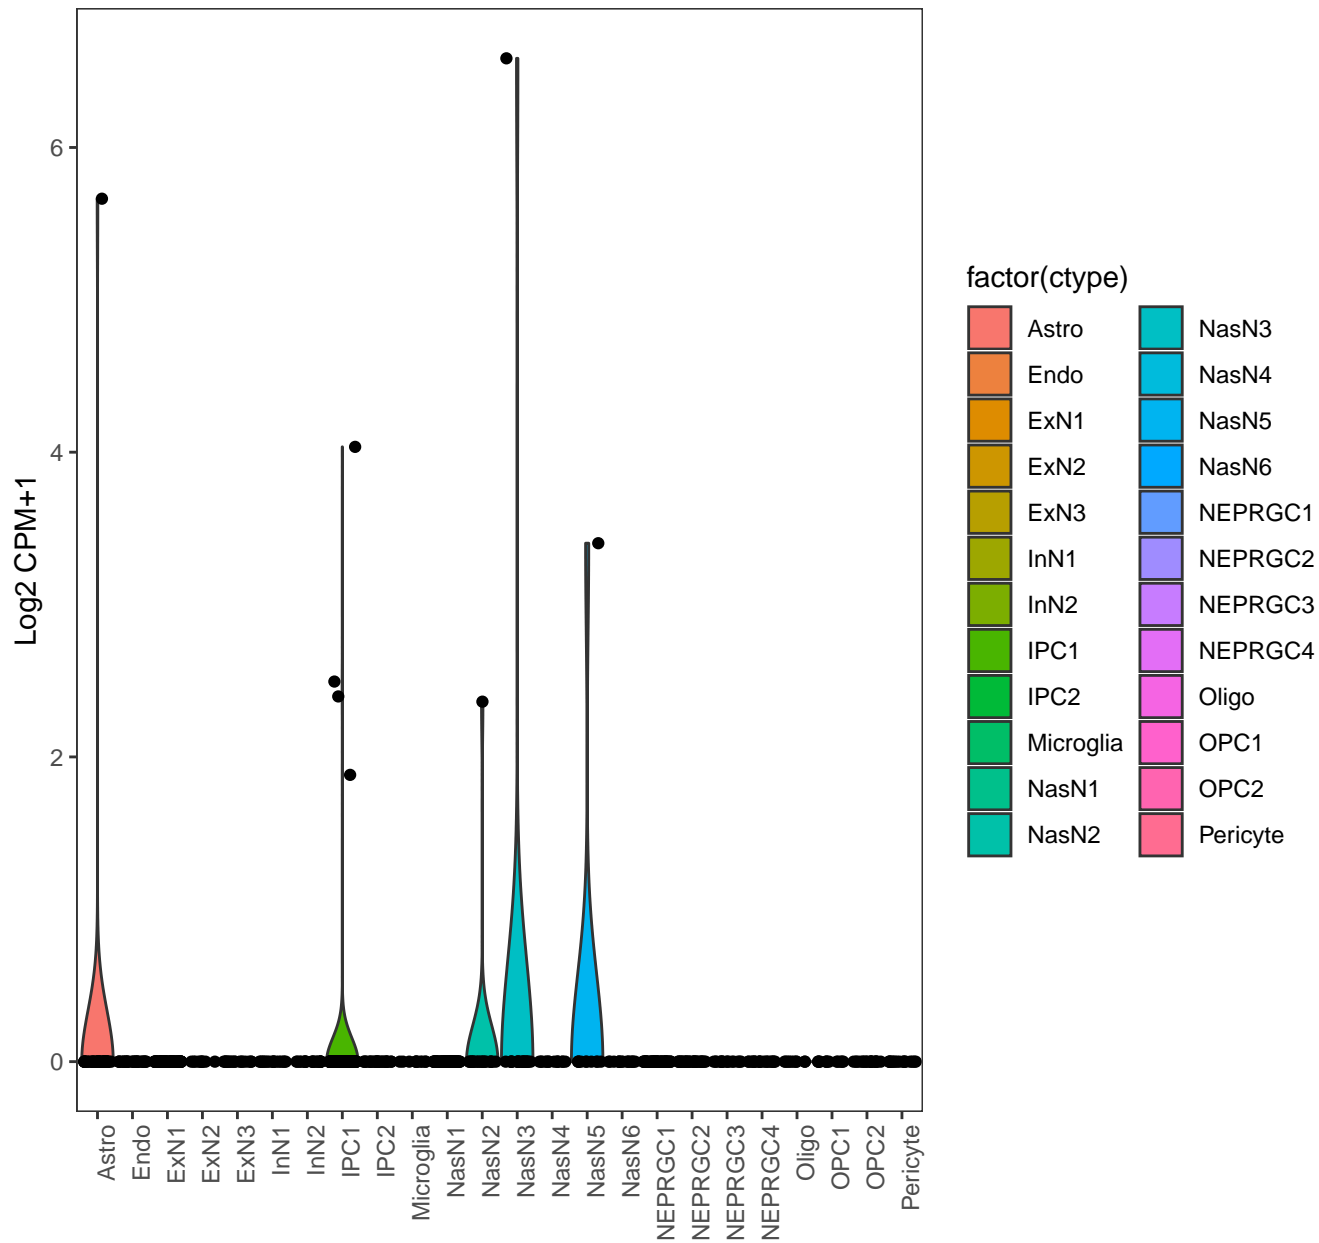 Log2 CPM+1
6
4
2
0
Astro
Endo
ExN1
ExN2
ExN3
InN1
InN2
IPC1
IPC2
Microglia
NasN1
NasN2
NasN3
NasN4
NasN5
NasN6
NEPRGC1
NEPRGC2
NEPRGC3
NEPRGC4
Oligo
OPC1
OPC2
Pericyte
factor(ctype)
Astro
Endo
ExN1
ExN2
ExN3
InN1
InN2
IPC1
IPC2
Microglia
NasN1
NasN2
NasN3
NasN4
NasN5
NasN6
NEPRGC1
NEPRGC2
NEPRGC3
NEPRGC4
Oligo
OPC1
OPC2
Pericyte